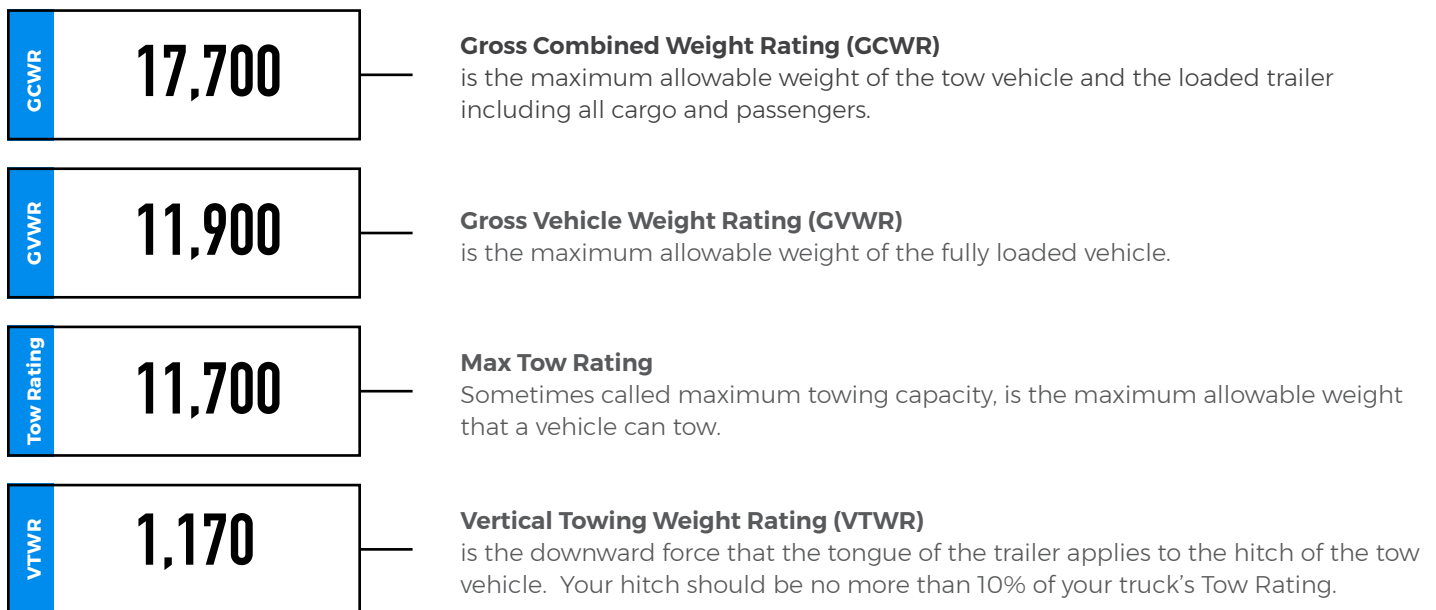 GCWR
17,700
Gross Combined Weight Rating (GCWR)
is the maximum allowable weight of the tow vehicle and the loaded trailer
including all cargo and passengers.
GVWR
11,900
Gross Vehicle Weight Rating (GVWR)
is the maximum allowable weight of the fully loaded vehicle.
Tow Rating
11,700
Max Tow Rating
Sometimes called maximum towing capacity, is the maximum allowable weight
that a vehicle can tow.
VTWR
1,170
Vertical Towing Weight Rating (VTWR)
is the downward force that the tongue of the trailer applies to the hitch of the tow
vehicle.  Your hitch should be no more than 10% of your truck's Tow Rating.